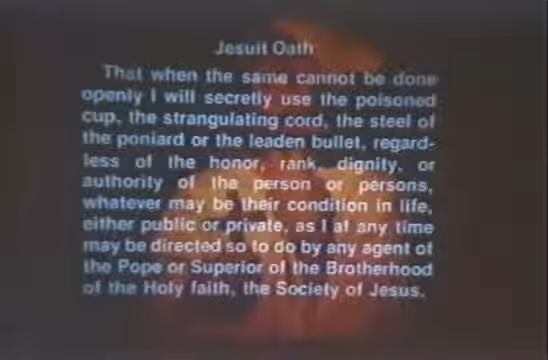 Jesuit Oath
That when the same cannot be done
openly I will secretly use the poisoned
cup, the strangulating cord, the steel of
the poniard or the leaden bullet, regard-
less of the honor, rank, dignity, or
authority of the person or persons,
whatever may be their condition in life,
either public or private, as I at any time
may be directed so to do by any agent of
the Pope or Superior of the Brotherhood
of the Holy faith, the Society of Jesus.